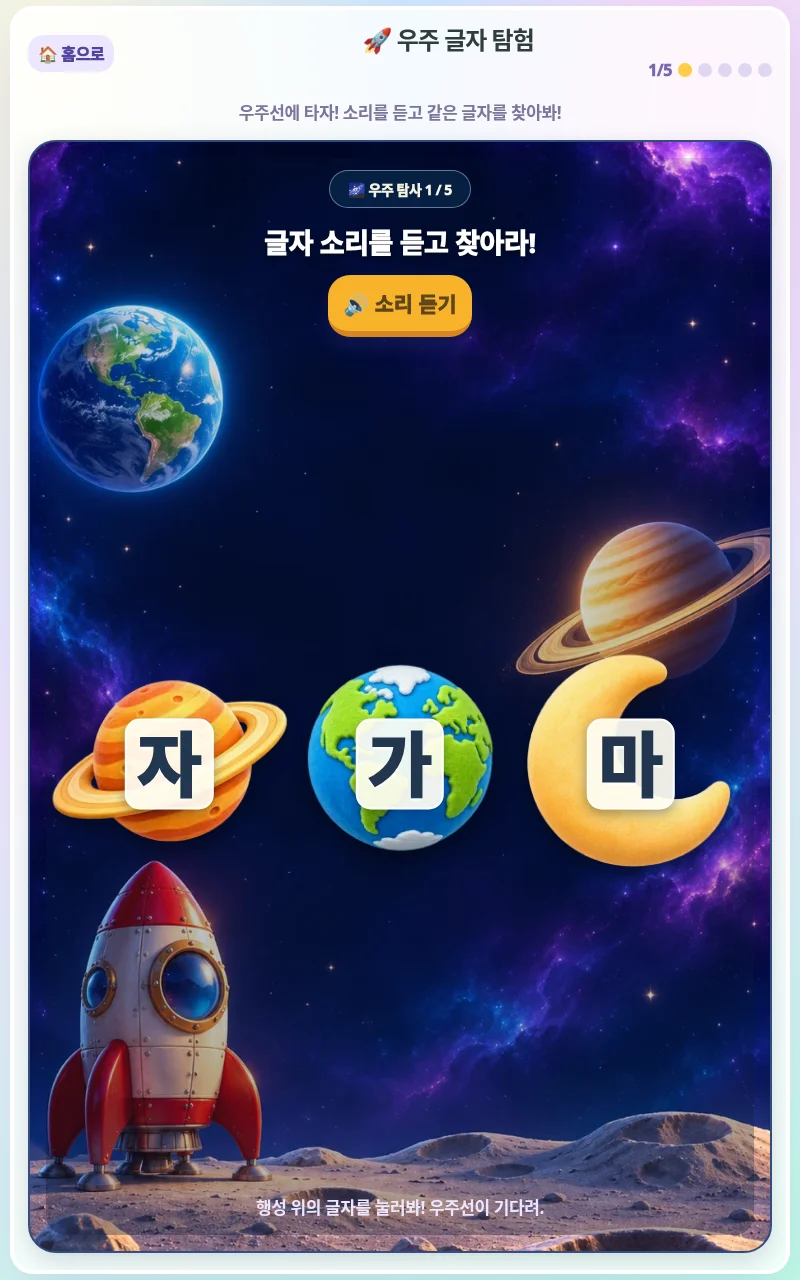 🏠 홈으로
🚀 우주 글자 탐험
1/5
우주선에 타자! 소리를 듣고 같은 글자를 찾아봐!
🌌 우주 탐사 1 / 5
글자 소리를 듣고 찾아라!
🔊 소리 듣기
자 가 마
행성 위의 글자를 눌러봐! 우주선이 기다려.